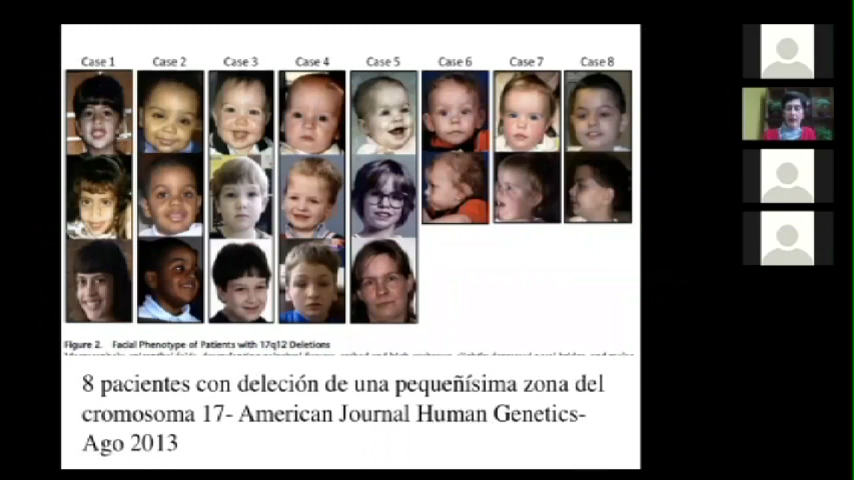 Case 1 Case 2 Case 3 Case 4 Case 5 Case 6 Case 7 Case 8
Figure 2. Facial Phenotype of Patients with 17q12 Deletions
8 pacientes con deleción de una pequeñísima zona del
cromosoma 17- American Journal Human Genetics-
Ago 2013